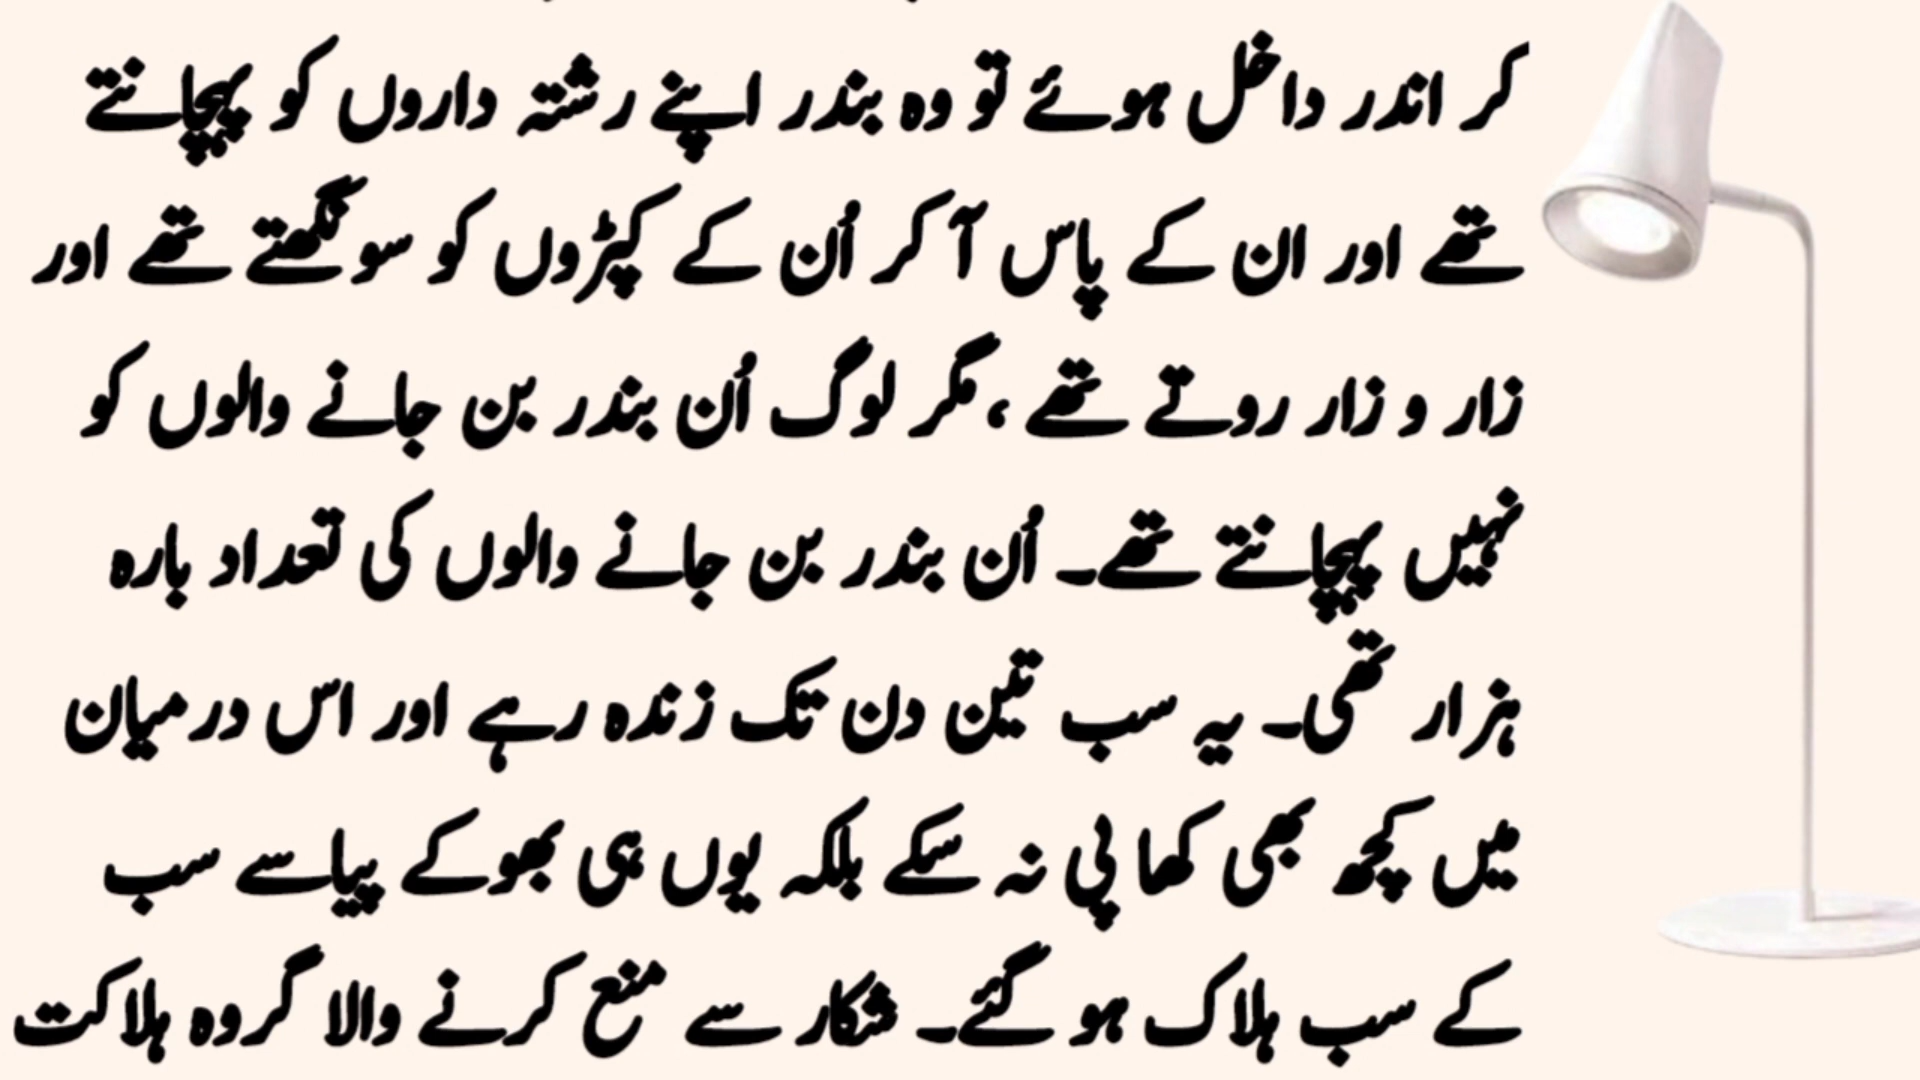 کر اندر داخل ہوئے تو وہ بندر اپنے رشتہ داروں کو پہچانتے
تھے اور ان کے پاس آ کر اُن کے کپڑوں کو سونگھتے تھے اور
زار و زار روتے تھے، مگر لوگ اُن بندر بن جانے والوں کو
نہیں پہچانتے تھے۔ اُن بندر بن جانے والوں کی تعداد بارہ
ہزار تھی۔ یہ سب تین دن تک زندہ رہے اور اس درمیان
میں کچھ بھی کھا پی نہ سکے بلکہ یوں ہی بھوکے پیاسے سب
کے سب ہلاک ہو گئے۔ شکار سے منع کرنے والا گروہ ہلاکت